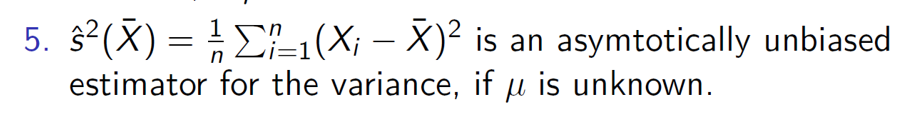 5. ŝ²(X̄) = 1/n ∑ⁿᵢ₌₁(Xᵢ − X̄)² is an asymtotically unbiased
estimator for the variance, if μ is unknown.